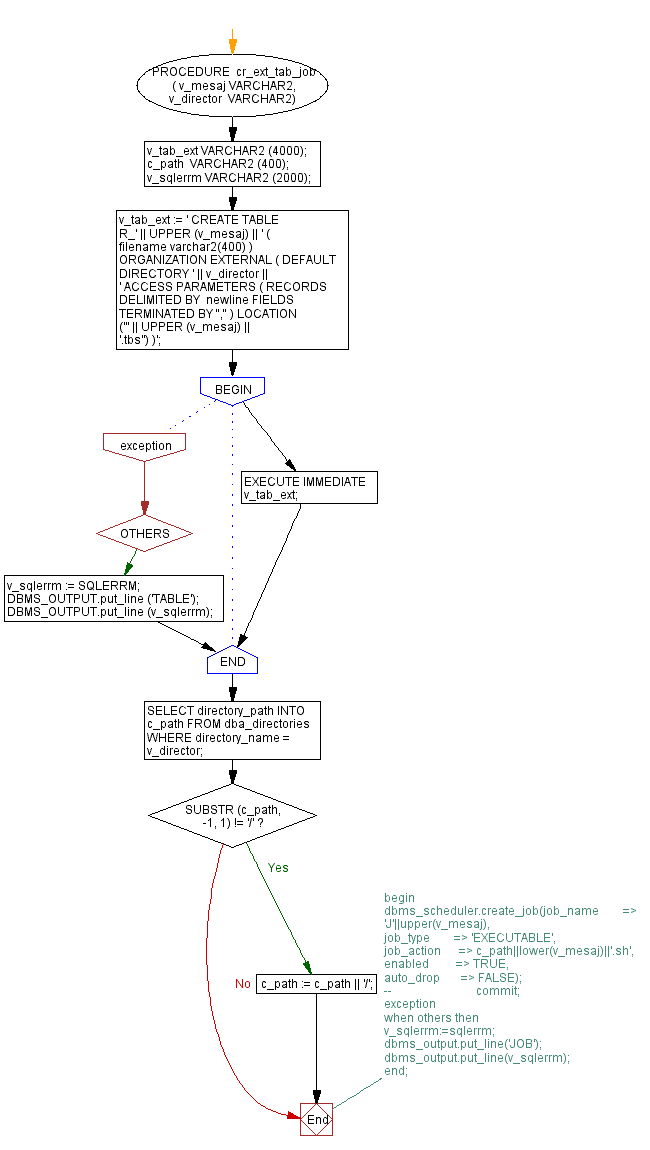 PROCEDURE cr_ext_tab_job
( v_mesaj VARCHAR2,
v_director VARCHAR2)
v_tab_ext VARCHAR2 (4000);
c_path VARCHAR2 (400);
v_sqlerrm VARCHAR2 (2000);
v_tab_ext := ' CREATE TABLE
R_' || UPPER (v_mesaj) || ' (
filename varchar2(400) )
ORGANIZATION EXTERNAL ( DEFAULT
DIRECTORY ' || v_director ||
' ACCESS PARAMETERS ( RECORDS
DELIMITED BY newline FIELDS
TERMINATED BY "," ) LOCATION
(''' || UPPER (v_mesaj) ||
'.tbs'') )';
BEGIN
exception
EXECUTE IMMEDIATE
v_tab_ext;
OTHERS
v_sqlerrm := SQLERRM;
DBMS_OUTPUT.put_line ('TABLE');
DBMS_OUTPUT.put_line (v_sqlerrm);
END
SELECT directory_path INTO
c_path FROM dba_directories
WHERE directory_name =
v_director;
SUBSTR (c_path,
-1, 1) != '/' ?
Yes
No
c_path := c_path || '/';
begin
dbms_scheduler.create_job(job_name =>
'J'||upper(v_mesaj),
job_type => 'EXECUTABLE',
job_action => c_path||lower(v_mesaj)||'.sh',
enabled => TRUE,
auto_drop => FALSE);
-- commit;
exception
when others then
v_sqlerrm:=sqlerrm;
dbms_output.put_line('JOB');
dbms_output.put_line(v_sqlerrm);
end;
End